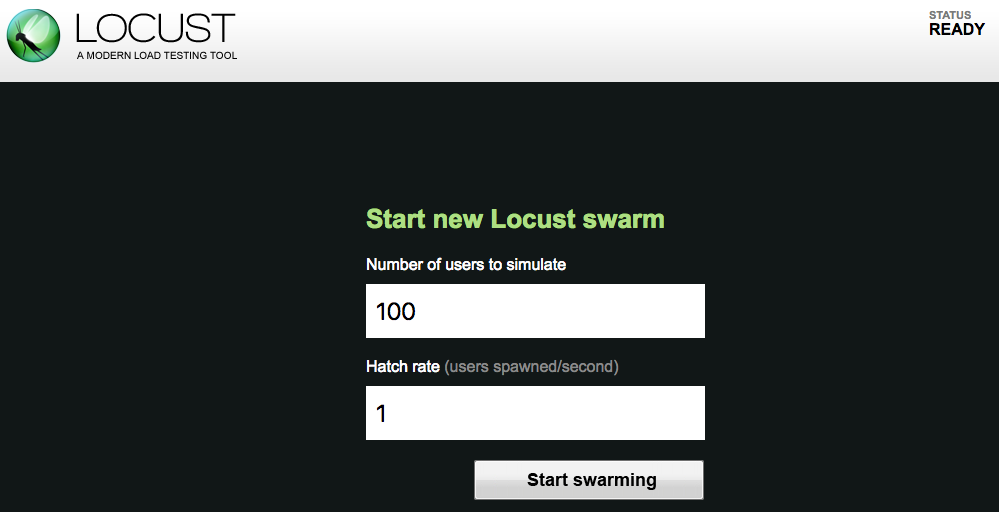 LOCUST
A MODERN LOAD TESTING TOOL
STATUS
READY
Start new Locust swarm
Number of users to simulate
100
Hatch rate (users spawned/second)
1
Start swarming